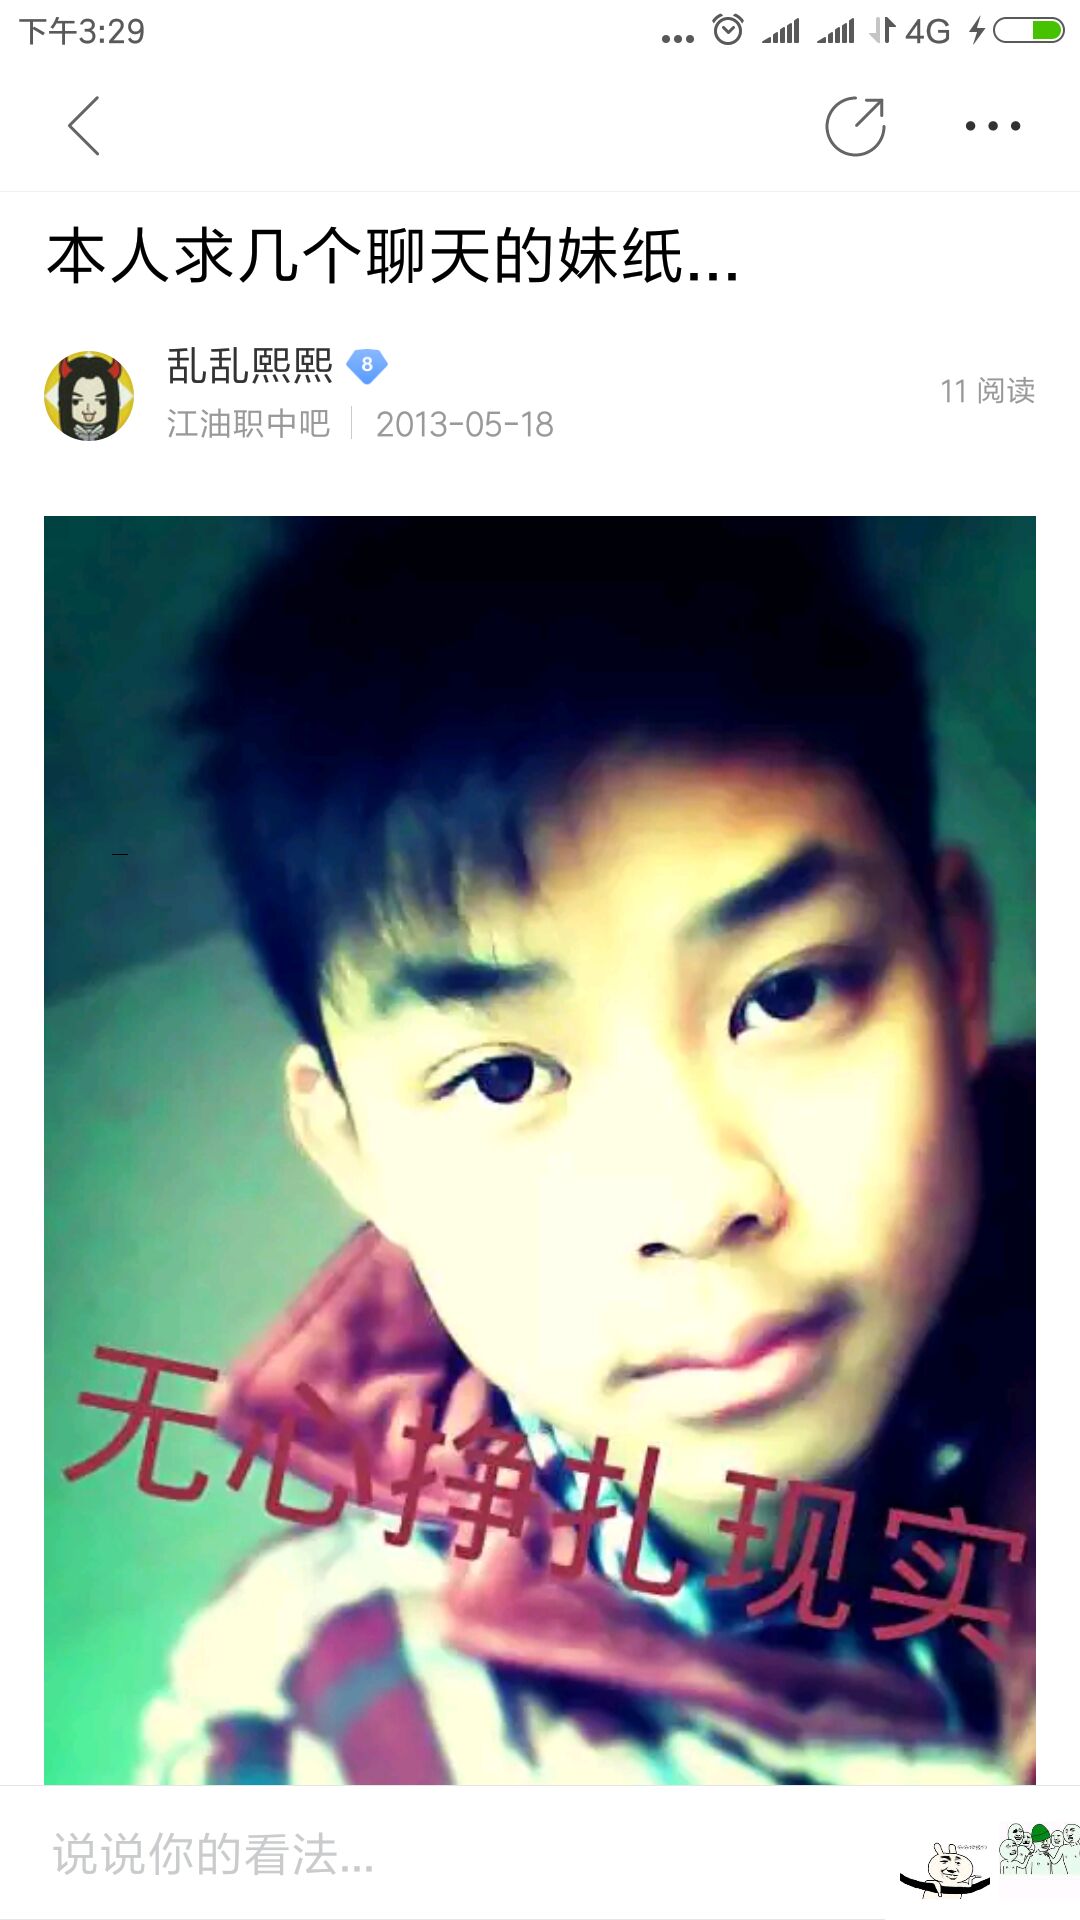 下午3:29
4G
本人求几个聊天的妹纸...
乱乱熙熙 8
江油职中吧 2013-05-18
11 阅读
无心挣扎现实
说说你的看法...